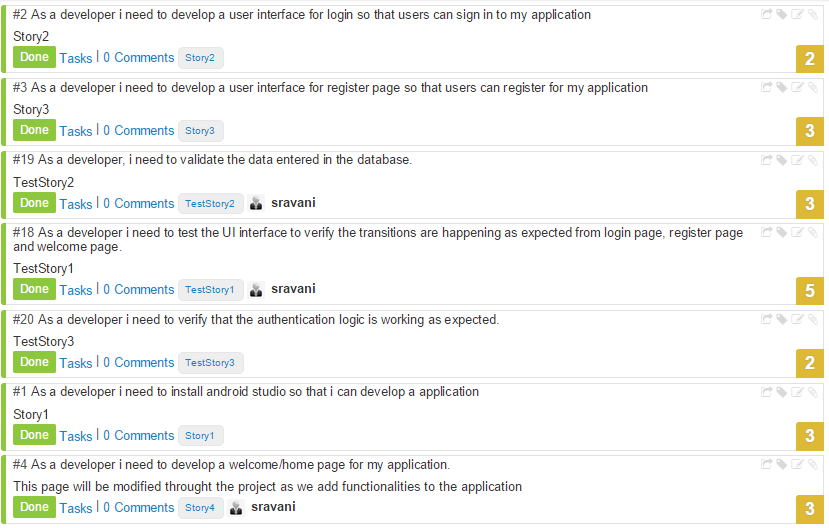 #2 As a developer i need to develop a user interface for login so that users can sign in to my application
Story2
Done Tasks | 0 Comments Story2
2
#3 As a developer i need to develop a user interface for register page so that users can register for my application
Story3
Done Tasks | 0 Comments Story3
3
#19 As a developer, i need to validate the data entered in the database.
TestStory2
Done Tasks | 0 Comments TestStory2 sravani
3
#18 As a developer i need to test the UI interface to verify the transitions are happening as expected from login page, register page
and welcome page.
TestStory1
Done Tasks | 0 Comments TestStory1 sravani
5
#20 As a developer i need to verify that the authentication logic is working as expected.
TestStory3
Done Tasks | 0 Comments TestStory3
2
#1 As a developer i need to install android studio so that i can develop a application
Story1
Done Tasks | 0 Comments Story1
3
#4 As a developer i need to develop a welcome/home page for my application.
This page will be modified throught the project as we add functionalities to the application
Done Tasks | 0 Comments Story4 sravani
3